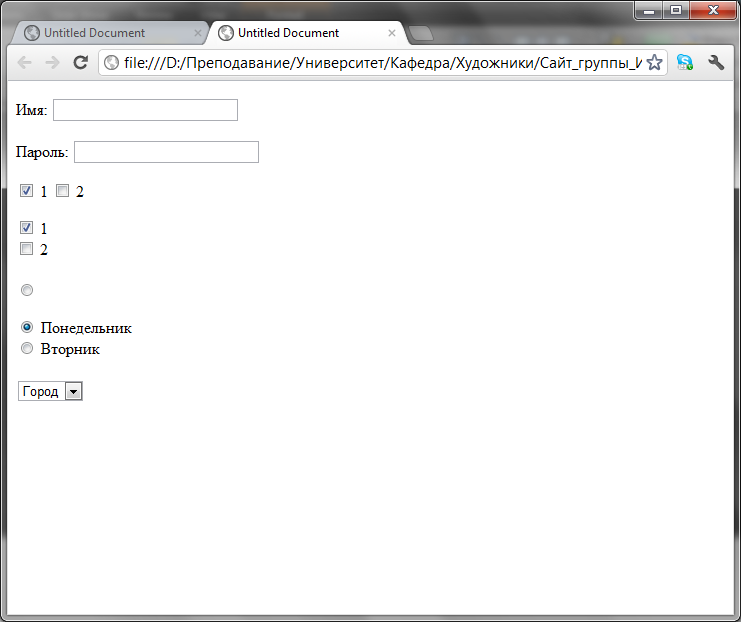 Untitled Document
Untitled Document
file:///D:/Преподавание/Университет/Кафедра/Художники/Сайт_группы_И
Имя:
Пароль:
1 2
1
2
Понедельник
Вторник
Город